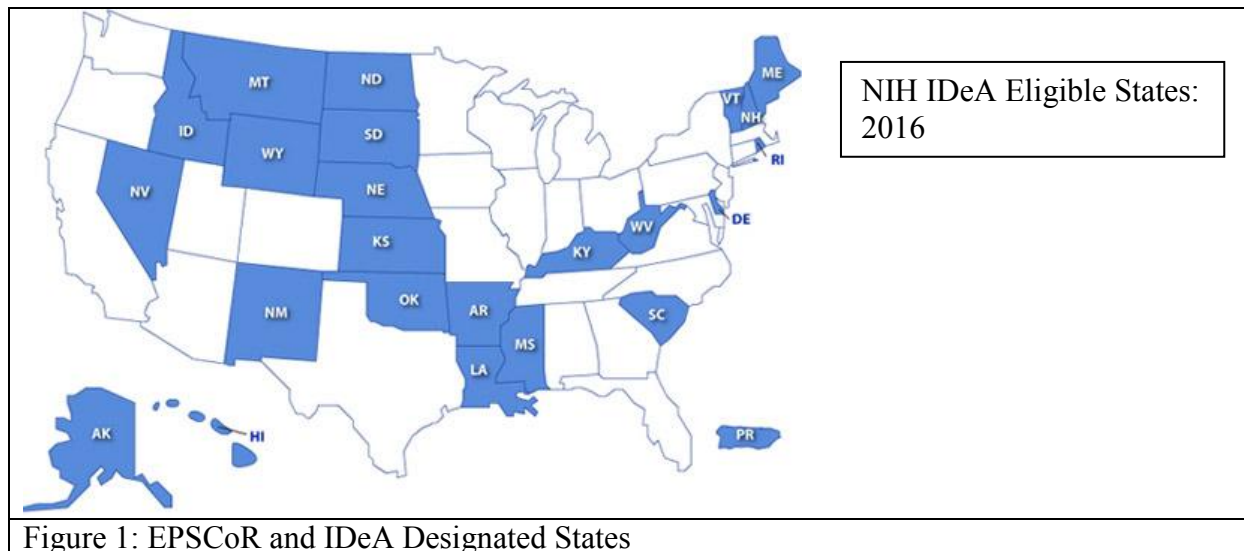 MT
ND
ME
VT
NH
ID
SD
WY
RI
NV
NE
DE
WV
KS
KY
OK
NM
AR
SC
MS
LA
AK
HI
PR
NIH IDeA Eligible States:
2016
Figure 1: EPSCoR and IDeA Designated States